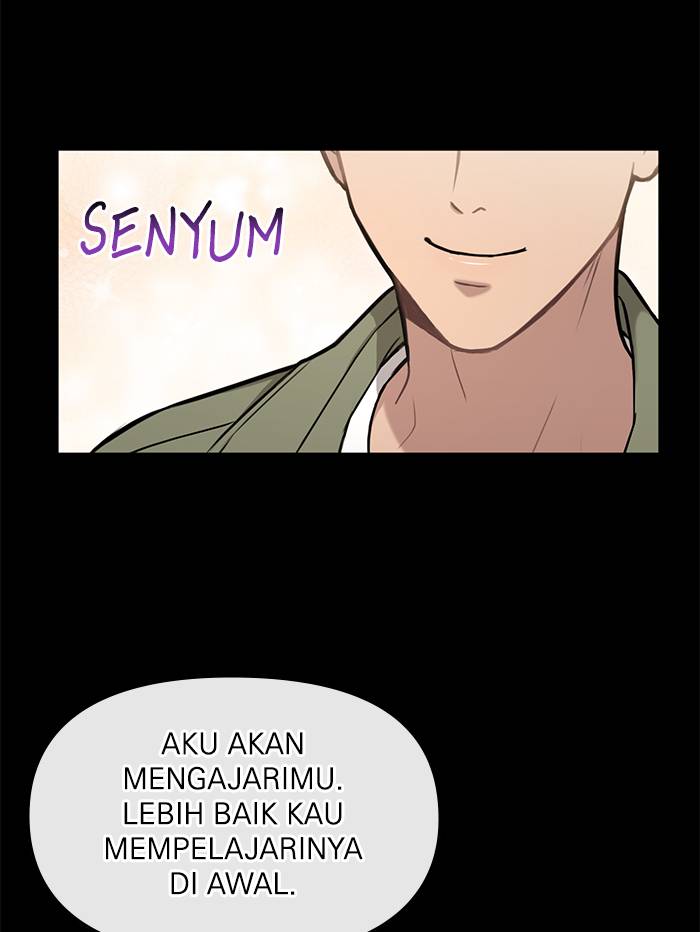 SENYUM
AKU AKAN
MENGAJARIMU.
LEBIH BAIK KAU
MEMPELAJARINYA
DI AWAL.